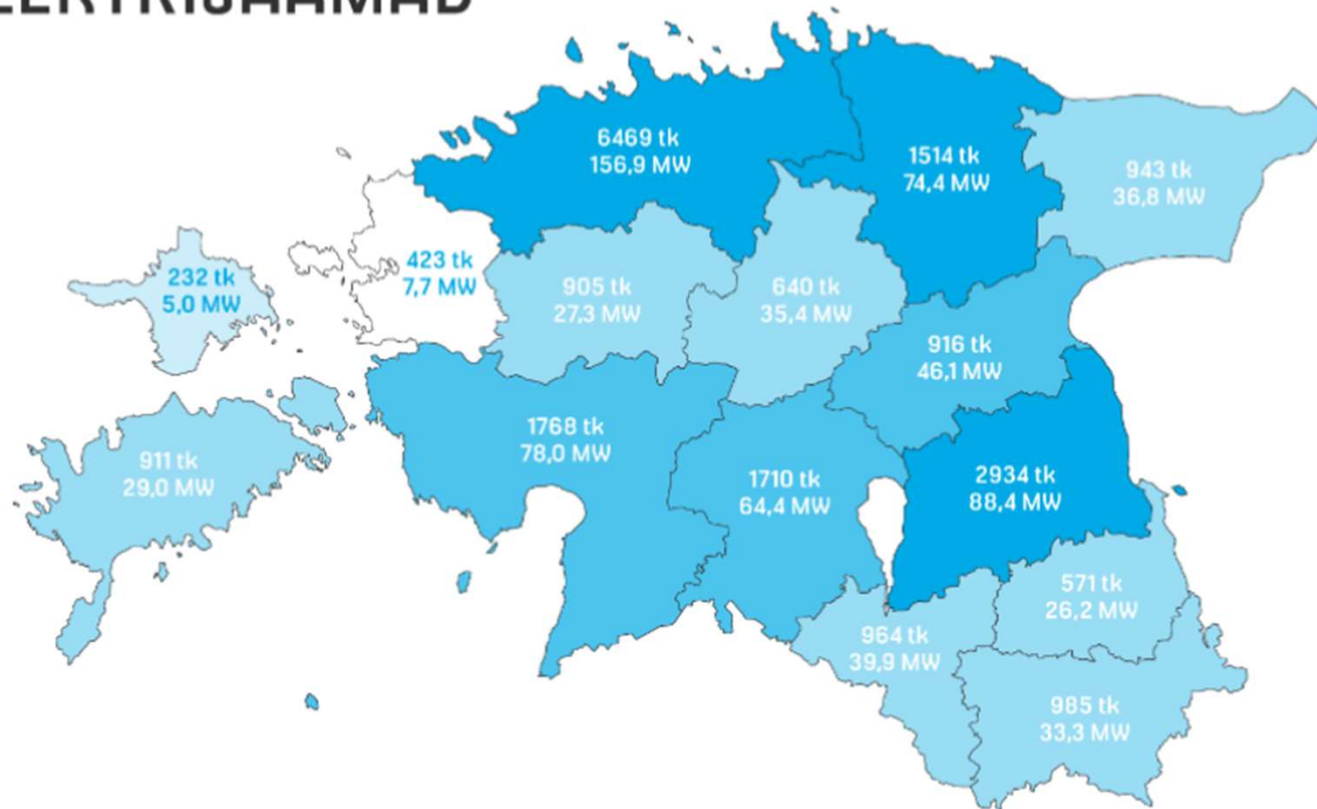 6469 tk
156,9 MW
1514 tk
74,4 MW
943 tk
36,8 MW
423 tk
7,7 MW
232 tk
5,0 MW
905 tk
27,3 MW
640 tk
35,4 MW
916 tk
46,1 MW
1768 tk
78,0 MW
911 tk
29,0 MW
1710 tk
64,4 MW
2934 tk
88,4 MW
571 tk
26,2 MW
964 tk
39,9 MW
985 tk
33,3 MW